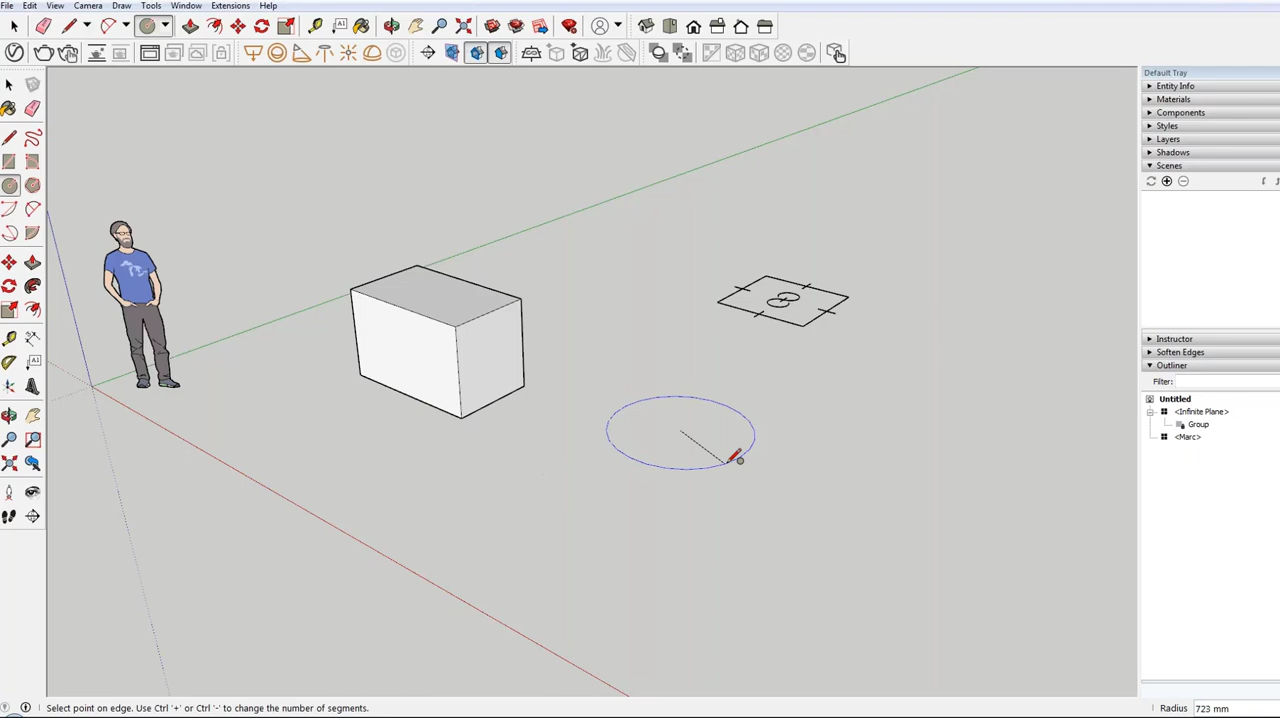 File Edit View Camera Draw Tools Window Extensions Help
Default Tray
Entity Info
Materials
Components
Styles
Layers
Shadows
Scenes
Instructor
Soften Edges
Outliner
Filter:
Untitled
<Infinite Plane>
Group
<Marc>
Select point on edge. Use Ctrl '+' or Ctrl '-' to change the number of segments.
Radius 723 mm